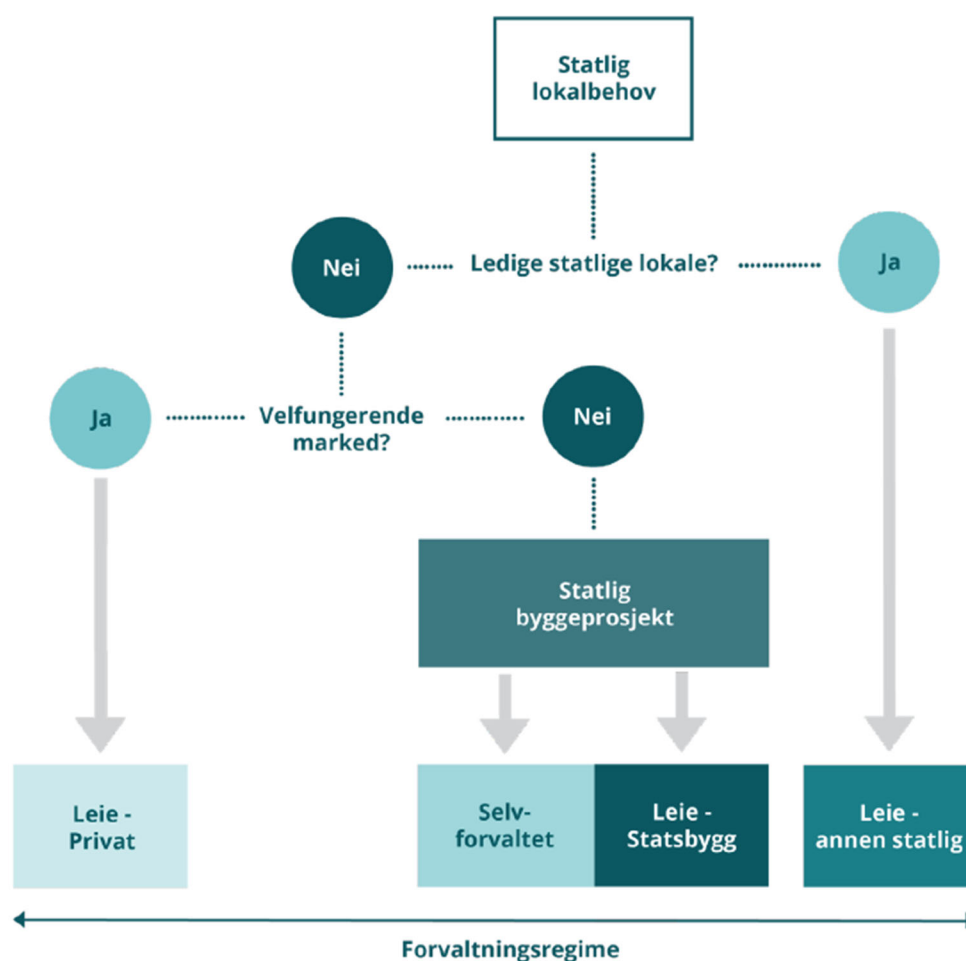 Statlig
lokalbehov
Nei
Ledige statlige lokale?
Ja
Ja
Velfungerende
marked?
Nei
Statlig
byggeprosjekt
Leie -
Privat
Selv-
forvaltet
Leie -
Statsbygg
Leie -
annen statlig
Forvaltningsregime